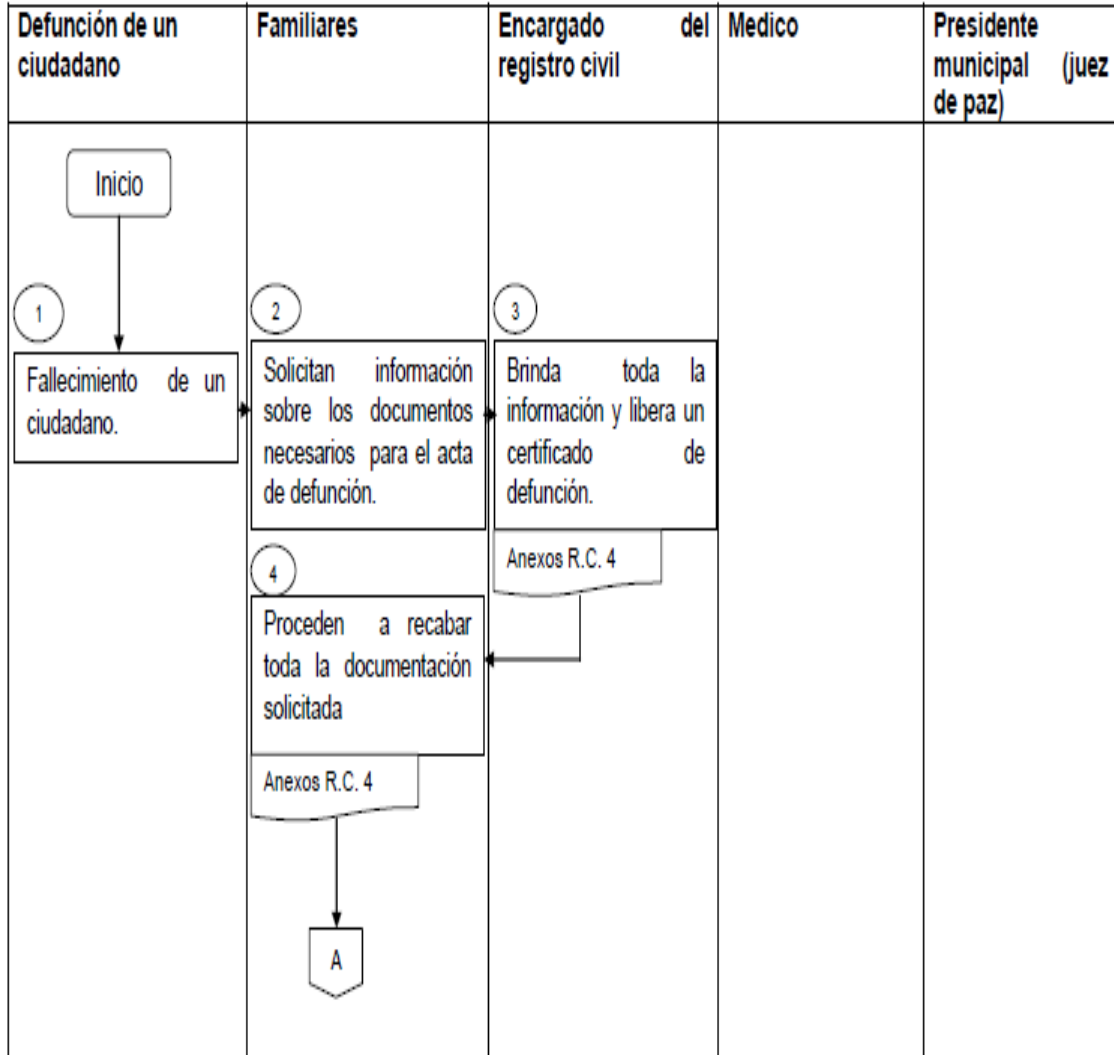 Defunción de un
ciudadano
Familiares
Encargado del
registro civil
Medico
Presidente
municipal (juez
de paz)
Inicio
1
Fallecimiento de un
ciudadano.
2
Solicitan información
sobre los documentos
necesarios para el acta
de defunción.
3
Brinda toda la
información y libera un
certificado de
defunción.
Anexos R.C. 4
4
Proceden a recabar
toda la documentación
solicitada
Anexos R.C. 4
A